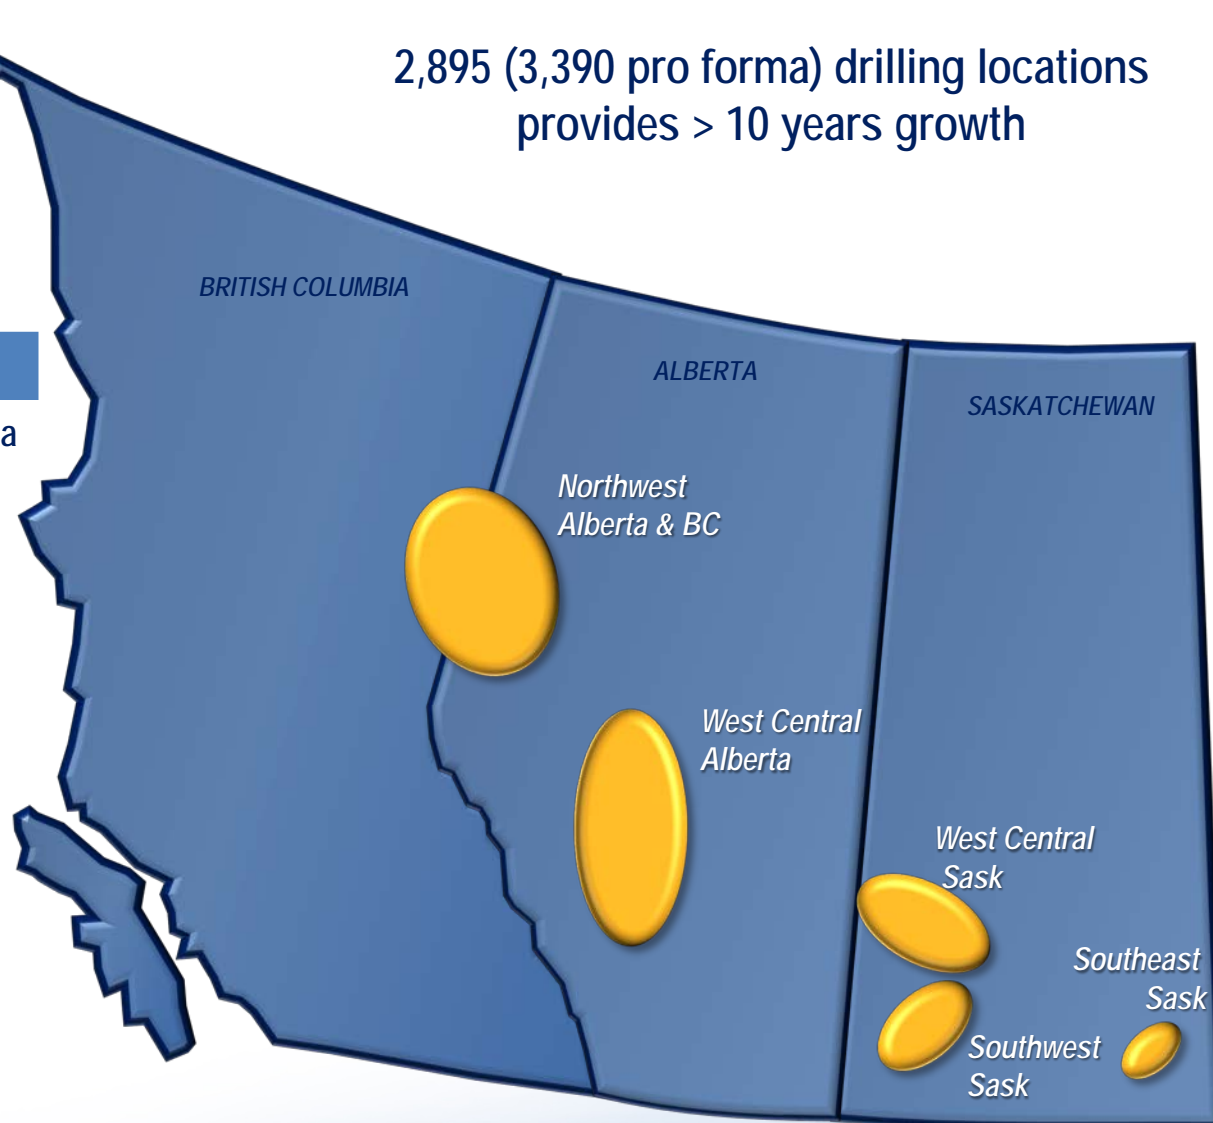 2,895 (3,390 pro forma) drilling locations
provides > 10 years growth
BRITISH COLUMBIA
ALBERTA
SASKATCHEWAN
a
Northwest
Alberta & BC
West Central
Alberta
West Central
Sask
Southeast
Sask
Southwest
Sask